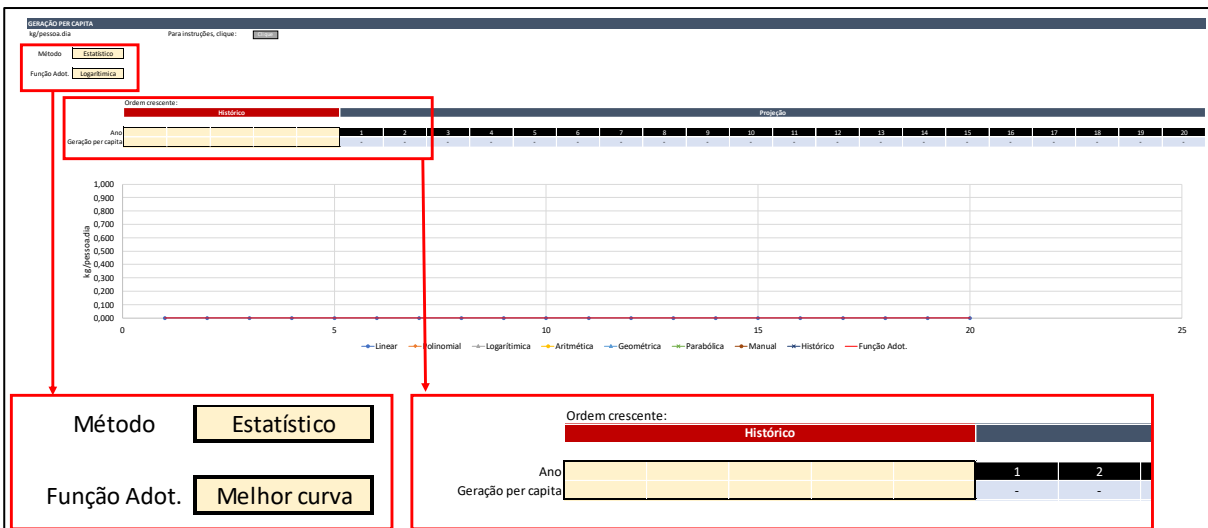 GERAÇÃO PER CAPITA
kg/pessoa.dia Para instruções, clique: Clique
Método Estatístico
Função Adot. Logarítimica
Ordem crescente:
Histórico Projeção
Ano 1 2 3 4 5 6 7 8 9 10 11 12 13 14 15 16 17 18 19 20
Geração per capita - - - - - - - - - - - - - - - - - - - -
1,000
0,900
0,800
0,700
0,600
0,500
0,400
0,300
0,200
0,100
0,000
kg/pessoa.dia
0 5 10 15 20 25
Linear Polinomial Logarítimica Aritmética Geométrica Parabólica Manual Histórico Função Adot.
Método Estatístico
Função Adot. Melhor curva
Ordem crescente:
Histórico
Ano 1 2
Geração per capita - -